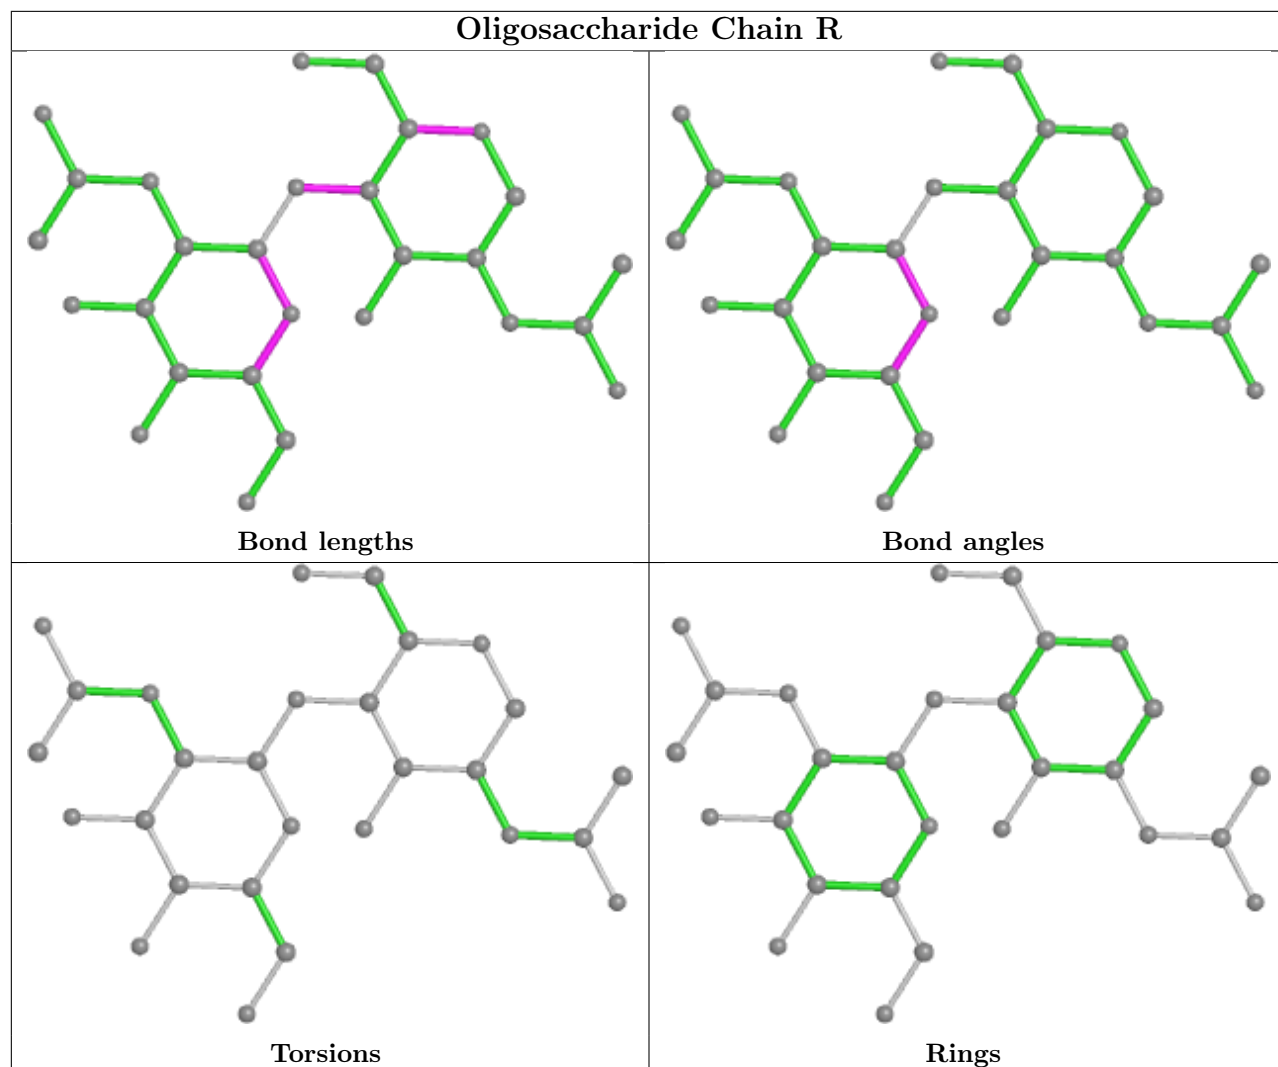 Oligosaccharide Chain R
Bond lengths
Bond angles
Torsions
Rings